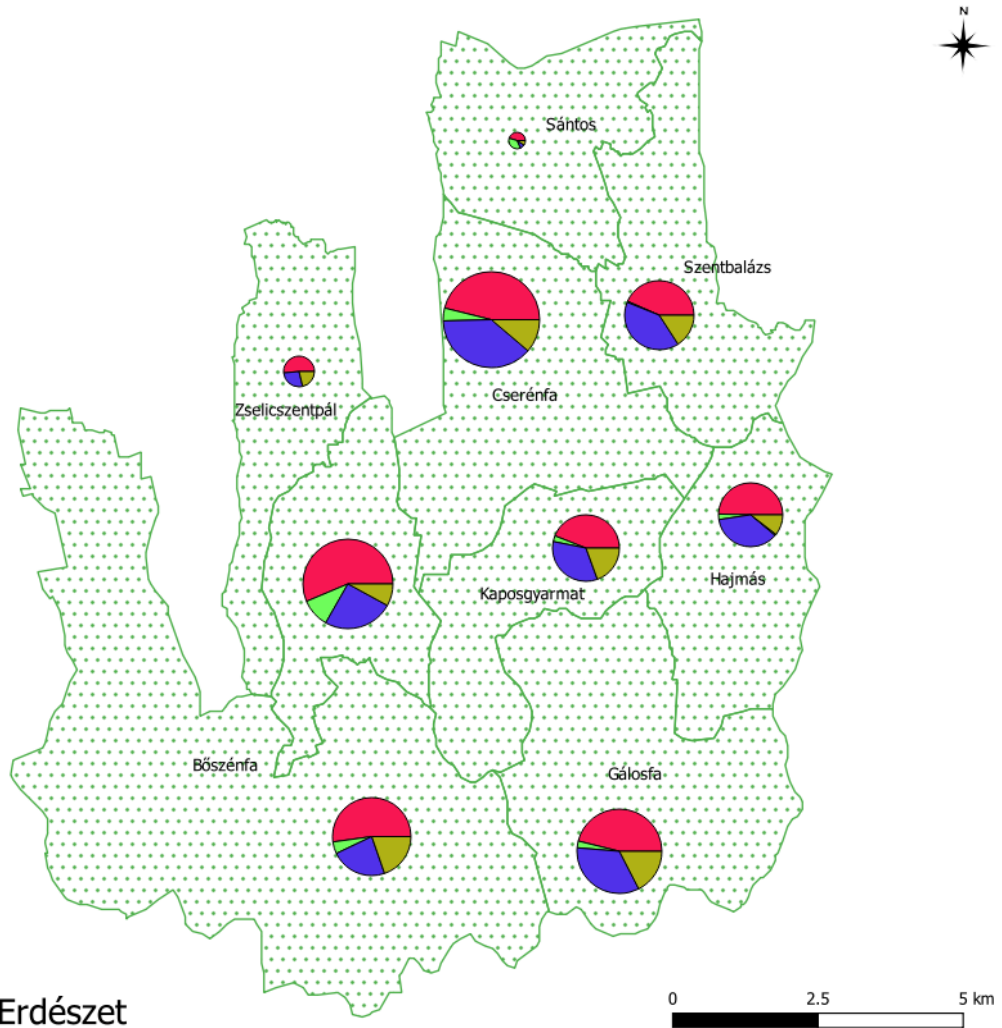 N
Sántos
Szentbalázs
Cserénfa
Zselicszentpál
Hajmás
Kaposgyarmat
Bőszénfa
Gálosfa
0 2.5 5 km
Erdészet